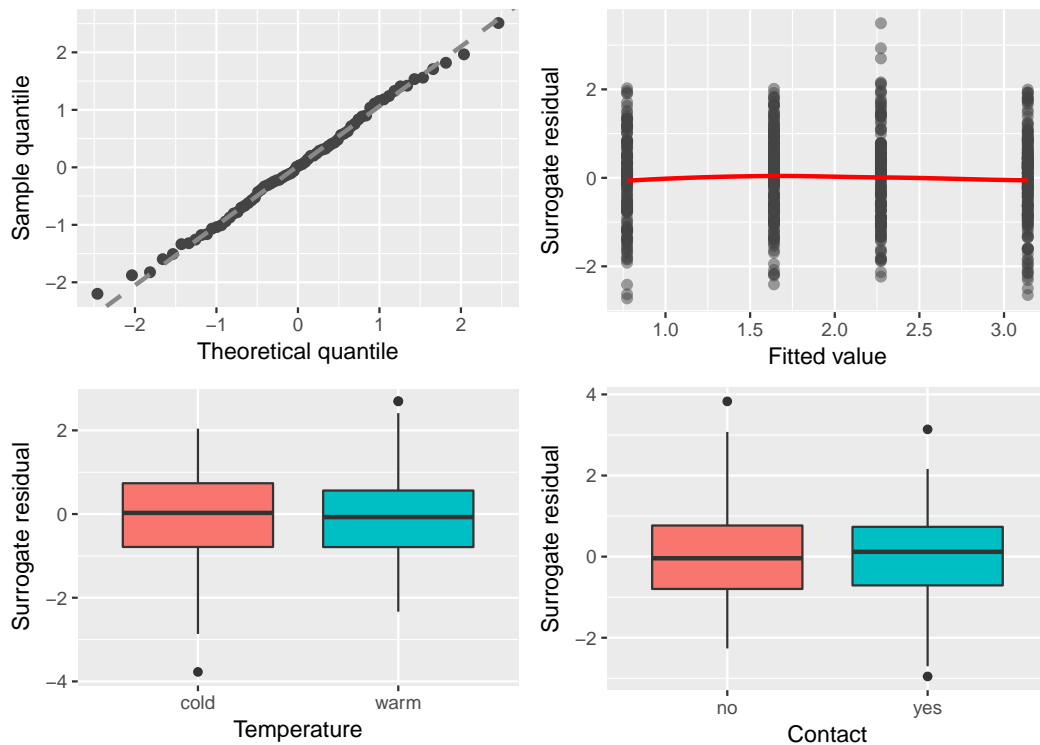 2
1
0
−1
−2
−2
−1
0
1
2
Sample quantile
Theoretical quantile
2
0
−2
1.0
1.5
2.0
2.5
3.0
Surrogate residual
Fitted value
2
0
−2
−4
cold
warm
Surrogate residual
Temperature
4
2
0
−2
no
yes
Surrogate residual
Contact